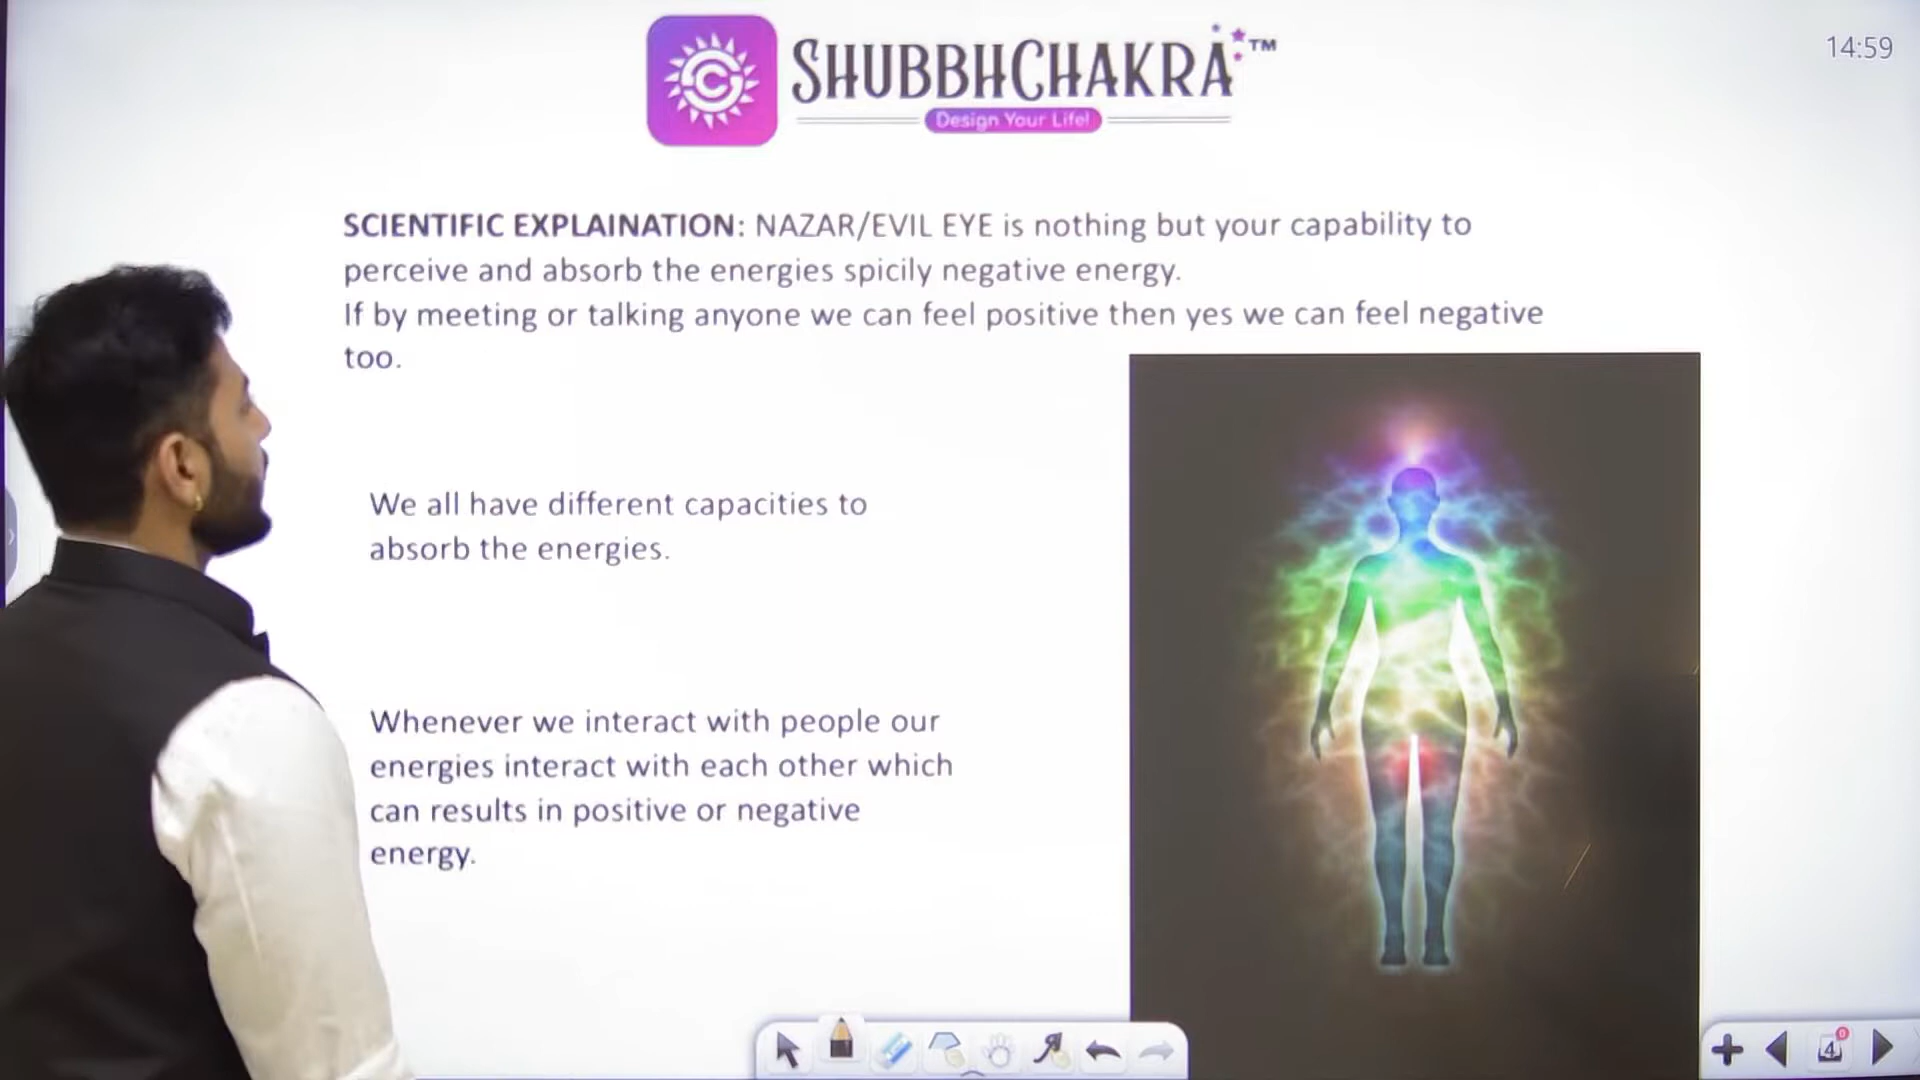 SHUBBHCHAKRA™
Design Your Life!
14:59
SCIENTIFIC EXPLAINATION: NAZAR/EVIL EYE is nothing but your capability to
perceive and absorb the energies spicily negative energy.
If by meeting or talking anyone we can feel positive then yes we can feel negative
too.
We all have different capacities to
absorb the energies.
Whenever we interact with people our
energies interact with each other which
can results in positive or negative
energy.
4
0